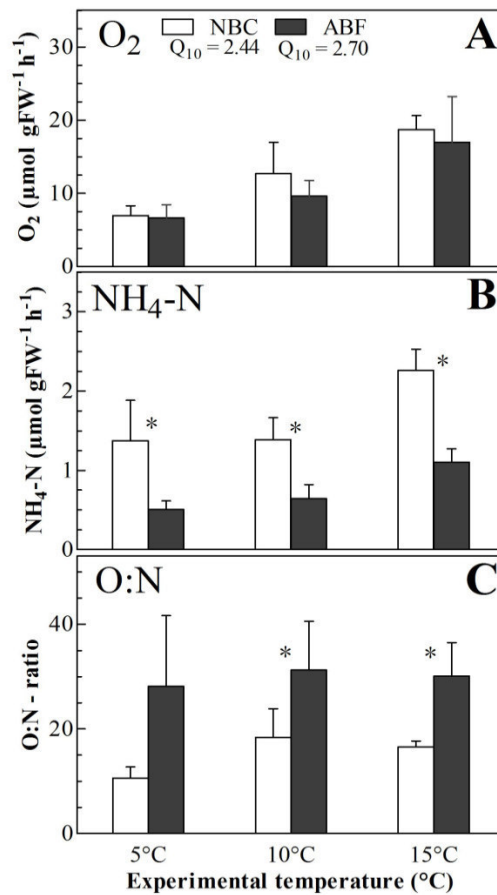 O₂ NBC ABF A
Q₁₀ = 2.44 Q₁₀ = 2.70
30
20
10
0
O₂ (µmol gFW⁻¹ h⁻¹)
NH₄-N B
3
2
1
0
NH₄-N (µmol gFW⁻¹ h⁻¹)
* * *
O:N C
40
20
0
O:N - ratio
* *
5°C 10°C 15°C
Experimental temperature (°C)